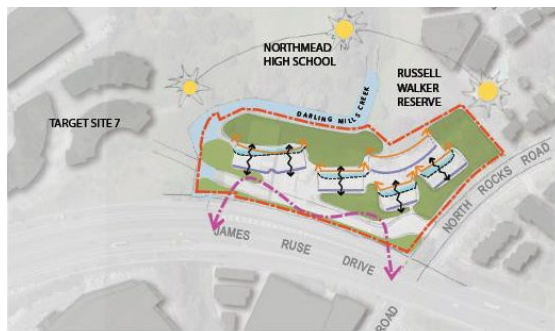 NORTHMEAD
HIGH SCHOOL
RUSSELL
WALKER
RESERVE
DARLING MILLS CREEK
TARGET SITE 7
NORTH ROCKS ROAD
JAMES RUSE DRIVE
ROAD